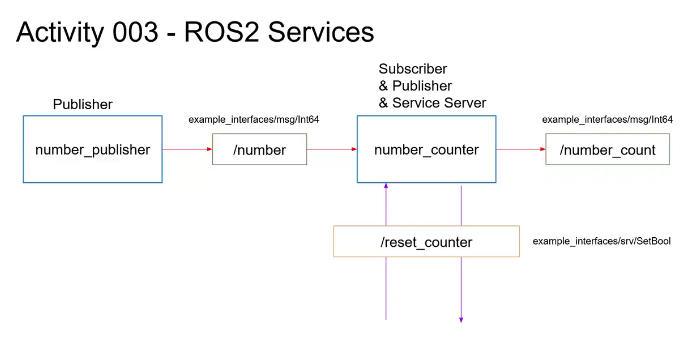 Activity 003 - ROS2 Services
Subscriber
& Publisher
& Service Server
Publisher
example_interfaces/msg/Int64
example_interfaces/msg/Int64
number_publisher
/number
number_counter
/number_count
/reset_counter
example_interfaces/srv/SetBool